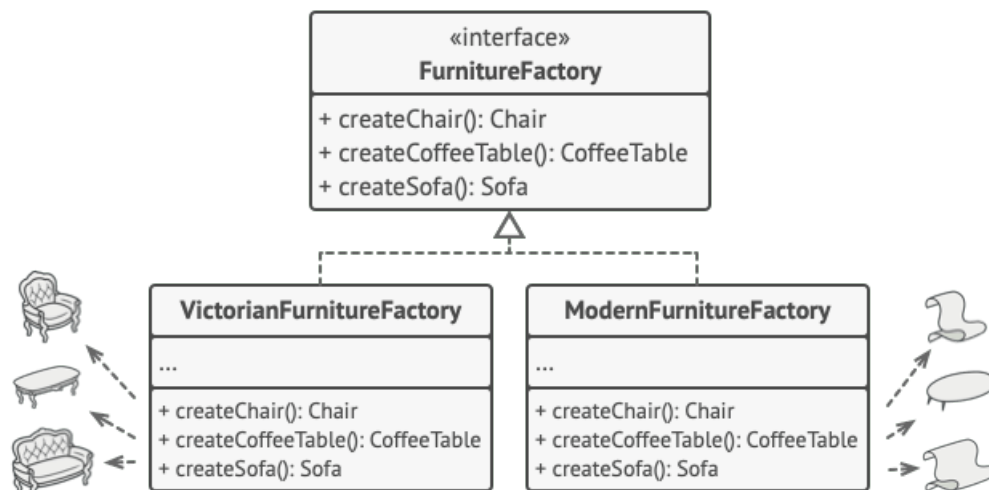 «interface»
FurnitureFactory
+ createChair(): Chair
+ createCoffeeTable(): CoffeeTable
+ createSofa(): Sofa
VictorianFurnitureFactory
...
+ createChair(): Chair
+ createCoffeeTable(): CoffeeTable
+ createSofa(): Sofa
ModernFurnitureFactory
...
+ createChair(): Chair
+ createCoffeeTable(): CoffeeTable
+ createSofa(): Sofa